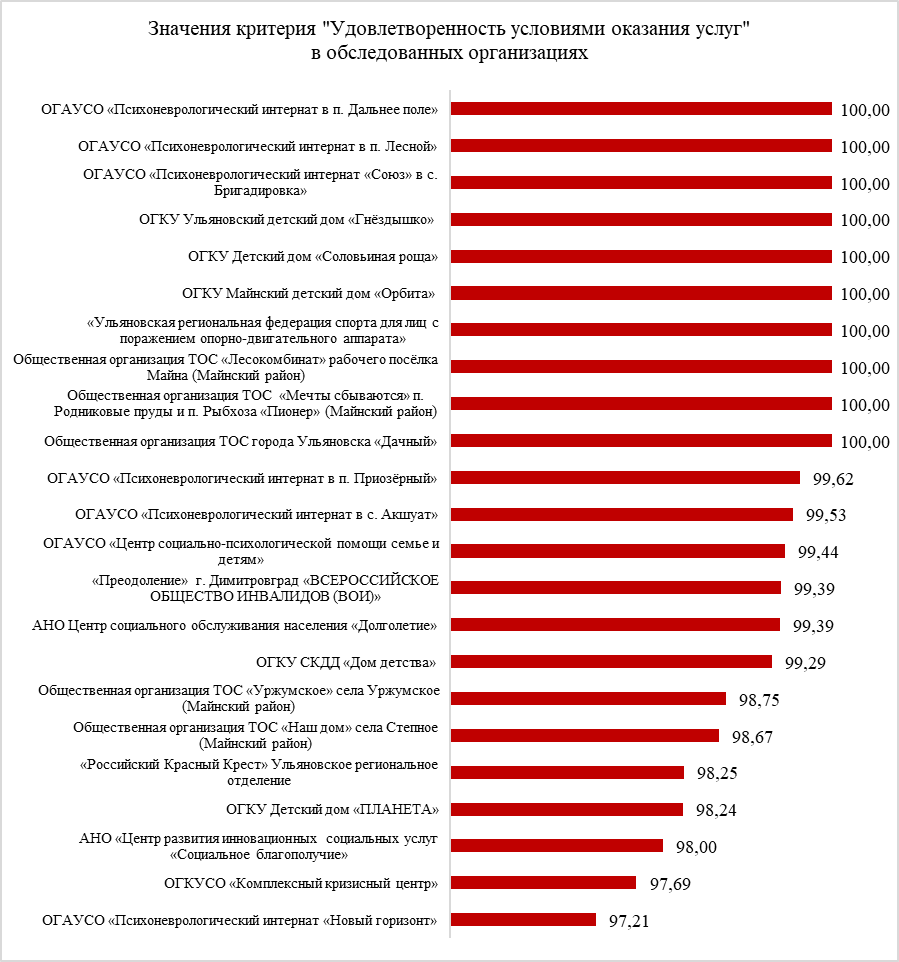 Значения критерия "Удовлетворенность условиями оказания услуг"
в обследованных организациях
ОГАУСО «Психоневрологический интернат в п. Дальнее поле»
100,00
ОГАУСО «Психоневрологический интернат в п. Лесной»
100,00
ОГАУСО «Психоневрологический интернат «Союз» в с.
Бригадировка»
100,00
ОГКУ Ульяновский детский дом «Гнёздышко»
100,00
ОГКУ Детский дом «Соловьиная роща»
100,00
ОГКУ Майнский детский дом «Орбита»
100,00
«Ульяновская региональная федерация спорта для лиц с
поражением опорно-двигательного аппарата»
100,00
Общественная организация ТОС «Лесокомбинат» рабочего посёлка
Майна (Майнский район)
100,00
Общественная организация ТОС «Мечты сбываются» п.
Родниковые пруды и п. Рыбхоза «Пионер» (Майнский район)
100,00
Общественная организация ТОС города Ульяновска «Дачный»
100,00
ОГАУСО «Психоневрологический интернат в п. Приозёрный»
99,62
ОГАУСО «Психоневрологический интернат в с. Акшуат»
99,53
ОГАУСО «Центр социально-психологической помощи семье и
детям»
99,44
«Преодоление» г. Димитровград «ВСЕРОССИЙСКОЕ
ОБЩЕСТВО ИНВАЛИДОВ (ВОИ)»
99,39
АНО Центр социального обслуживания населения «Долголетие»
99,39
ОГКУ СКДД «Дом детства»
99,29
Общественная организация ТОС «Уржумское» села Уржумское
(Майнский район)
98,75
Общественная организация ТОС «Наш дом» села Степное
(Майнский район)
98,67
«Российский Красный Крест» Ульяновское региональное
отделение
98,25
ОГКУ Детский дом «ПЛАНЕТА»
98,24
АНО «Центр развития инновационных социальных услуг
«Социальное благополучие»
98,00
ОГКУСО «Комплексный кризисный центр»
97,69
ОГАУСО «Психоневрологический интернат «Новый горизонт»
97,21